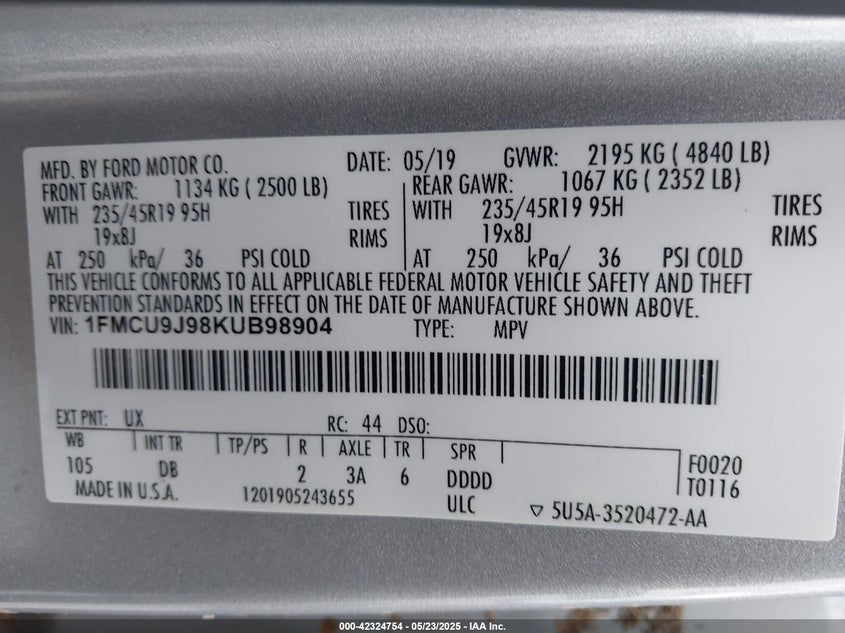 MFD. BY FORD MOTOR CO. DATE: 05/19 GVWR: 2195 KG ( 4840 LB)
FRONT GAWR: 1134 KG ( 2500 LB) REAR GAWR: 1067 KG ( 2352 LB)
WITH 235/45R19 95H TIRES WITH 235/45R19 95H TIRES
19x8J RIMS 19x8J RIMS
AT 250 kPa/ 36 PSI COLD AT 250 kPa/ 36 PSI COLD
THIS VEHICLE CONFORMS TO ALL APPLICABLE FEDERAL MOTOR VEHICLE SAFETY AND THEFT
PREVENTION STANDARDS IN EFFECT ON THE DATE OF MANUFACTURE SHOWN ABOVE.
VIN: 1FMCU9J98KUB98904 TYPE: MPV
EXT PNT: UX RC: 44 DSO:
WB INT TR TP/PS R AXLE TR SPR
105 DB 2 3A 6 DDDD F0020
T0116
MADE IN U.S.A. 1201905243655 ULC ▽ 5U5A-3520472-AA
000-42324754 - 05/23/2025 - IAA Inc.